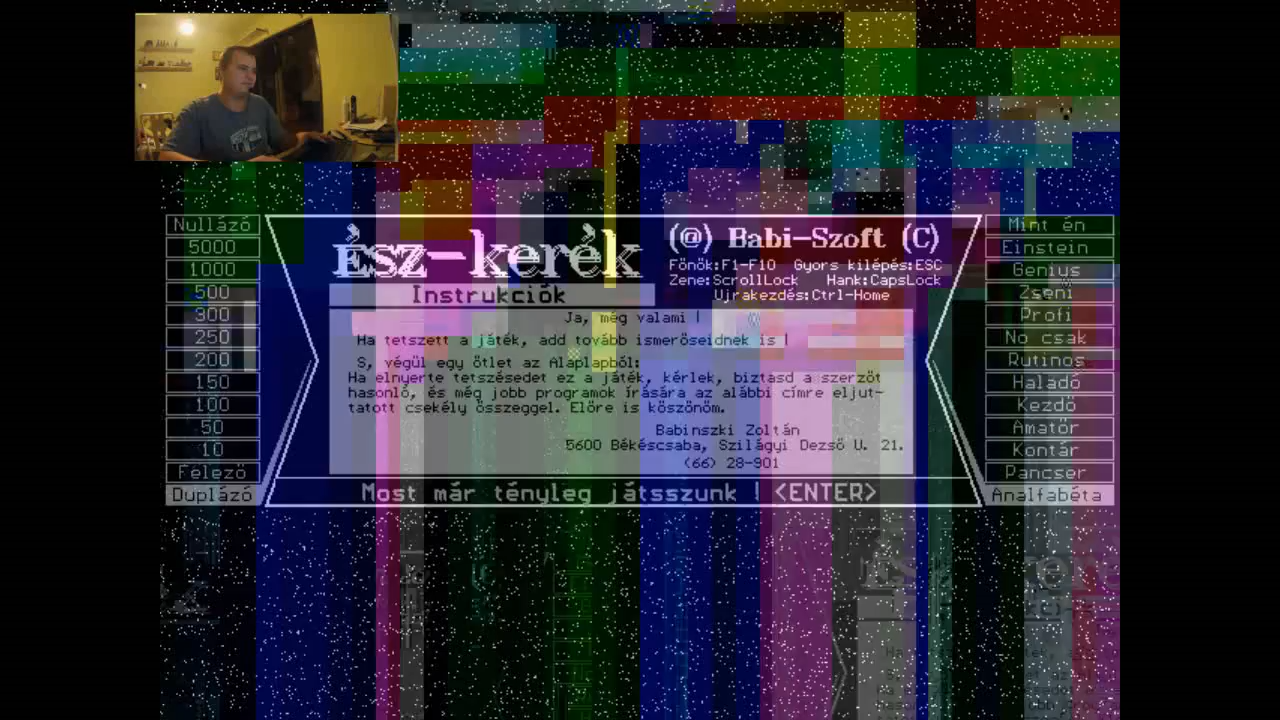 Ész-kerék
(@) Babi-Szoft (C)
Főnök:F1-F10 Gyors kilépés:ESC
Zene:ScrollLock Hank:CapsLock
Ujrakezdés:Ctrl-Home
Instrukciók
Ja, még valami !
Ha tetszett a játék, add tovább ismerőseidnek is !
S, végül egy ötlet az Alaplapból:
Ha elnyerte tetszésedet ez a játék, kérlek, biztasd a szerzőt
hasonló, és még jobb programok írására az alábbi címre eljut-
tatott csekély összeggel. Előre is köszönöm.
Babinszki Zoltán
5600 Békéscsaba, Szilágyi Dezső U. 21.
(66) 28-901
Most már tényleg játsszunk ! <ENTER>
Nullázó
5000
1000
500
300
250
200
150
100
50
10
Felező
Duplázó
Mint én
Einstein
Genius
Zseni
Profi
No csak
Rutinos
Haladó
Kezdő
Amatőr
Kontár
Pancser
Analfabéta